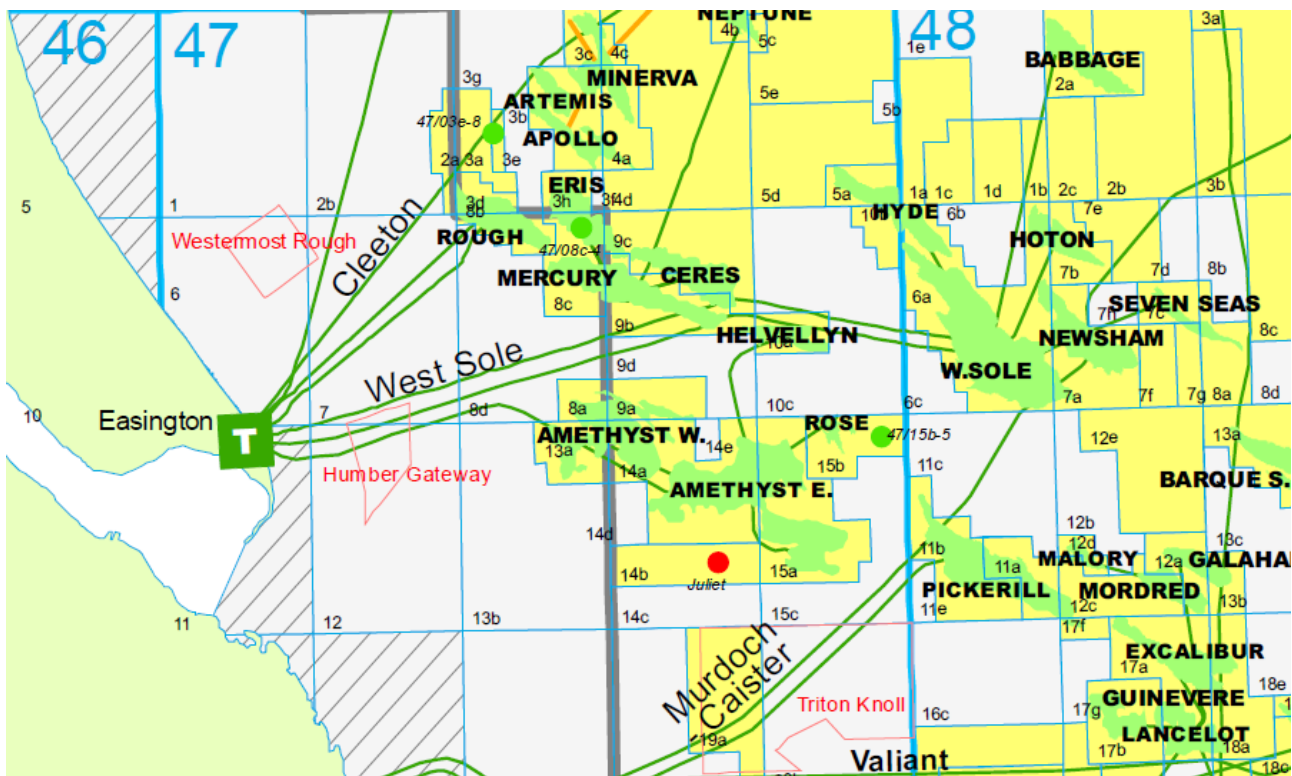 46
47
48
NEPTUNE
3c
4c
4b
5c
1e
3a
MINERVA
BABBAGE
2a
3g
5e
ARTEMIS
3b
5b
47/03e-8
APOLLO
4a
2a
3a
3e
5
1
2b
ERIS
3d
8b
3h
3f
4d
5d
5a
1a
1c
1d
1b
2c
2b
3b
Westermost Rough
Cleeton
ROUGH
47/08c-4
9c
HYDE
6b
7e
HOTON
MERCURY
CERES
7b
7d
8b
6
8c
6a
SEVEN SEAS
7h
7c
9b
HELVELLYN
10a
NEWSHAM
8c
West Sole
9d
W.SOLE
10
Easington
T
7
8d
8a
9a
10c
6c
7a
7f
7g
8a
8d
ROSE
47/15b-5
AMETHYST W.
14e
12e
13a
13a
Humber Gateway
14a
15b
11c
AMETHYST E.
BARQUE S.
14d
12b
12d
13c
11b
11a
MALORY
12a
GALAHA
Juliet
14b
15a
PICKERILL
MORDRED
11
12
13b
14c
15c
11e
12c
13b
17f
Murdoch
Caister
EXCALIBUR
17a
18e
Triton Knoll
GUINEVERE
16c
17g
19a
LANCELOT
Valiant
17b
18a
18c